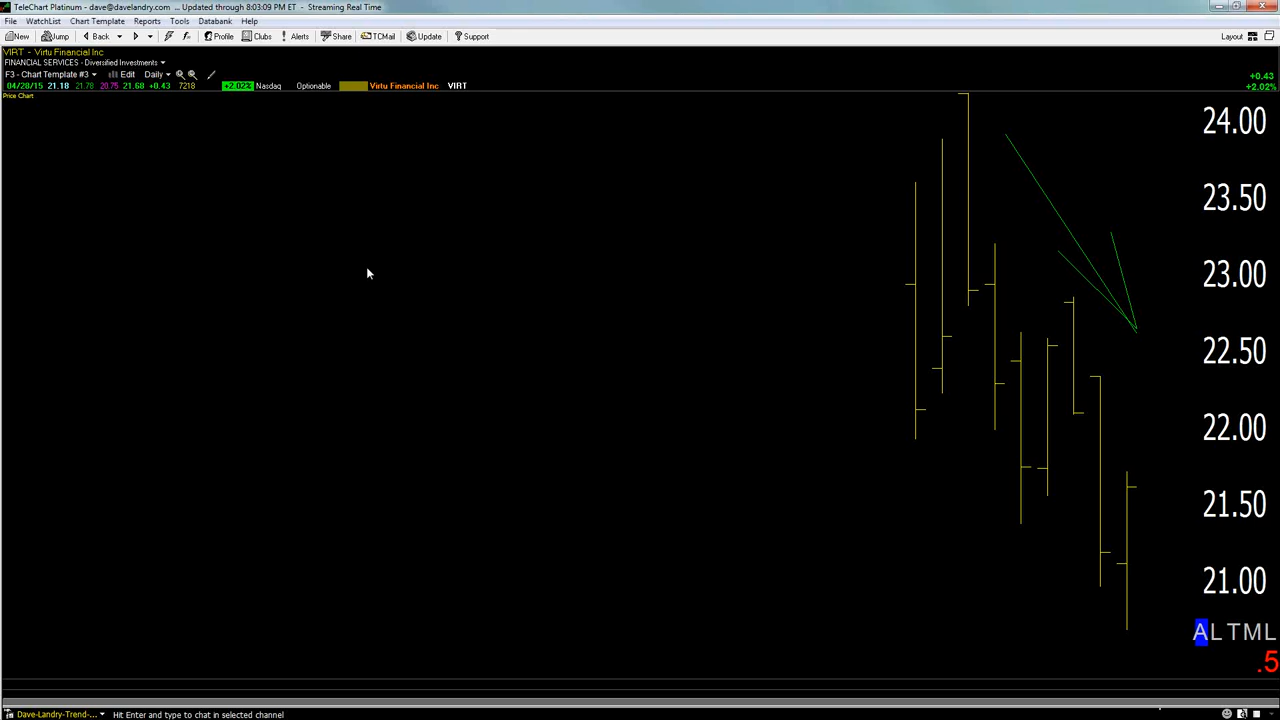 TeleChart Platinum - dave@davelandry.com ... Updated through 8:03:09 PM ET - Streaming Real Time
File WatchList Chart Template Reports Tools Databank Help
New Jump Back Profile Clubs Alerts Share TCMail Update Support Layout
VIRT - Virtu Financial Inc
FINANCIAL SERVICES - Diversified Investments
F3 - Chart Template #3 Edit Daily +0.43
04/28/15 21.18 21.78 20.75 21.68 +0.43 7218 +2.02% Nasdaq Optionable Virtu Financial Inc VIRT +2.02%
Price Chart
24.00
23.50
23.00
22.50
22.00
21.50
21.00
ALTML
.5
Dave-Landry-Trend-... Hit Enter and type to chat in selected channel